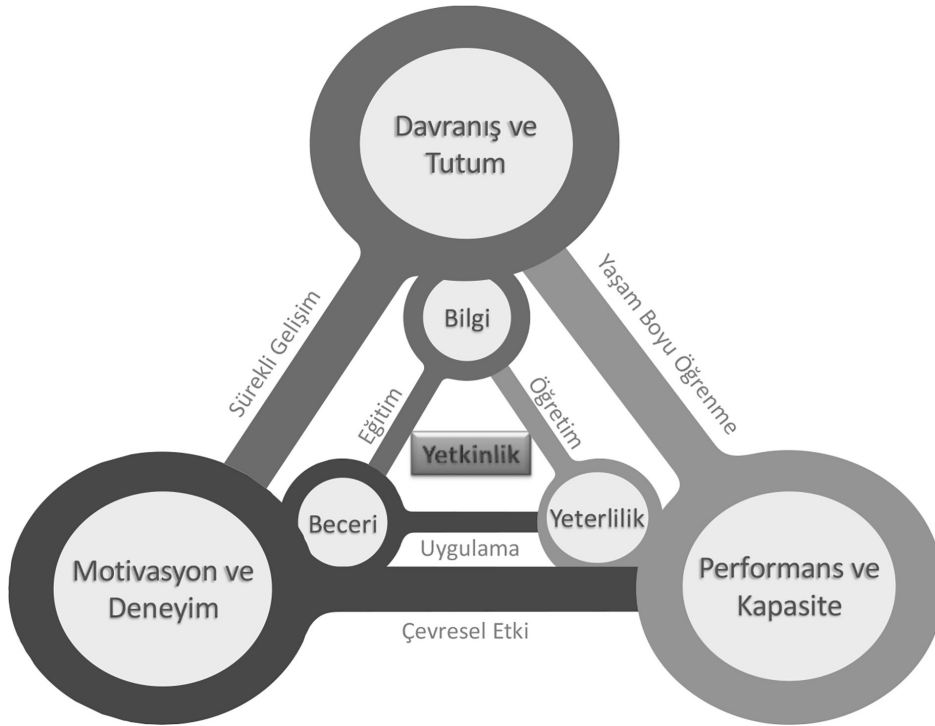 Davranış ve
Tutum
Sürekli Gelişim
Yaşam Boyu Öğrenme
Bilgi
Eğitim
Öğretim
Yetkinlik
Beceri
Yeterlilik
Uygulama
Motivasyon ve
Deneyim
Performans ve
Kapasite
Çevresel Etki